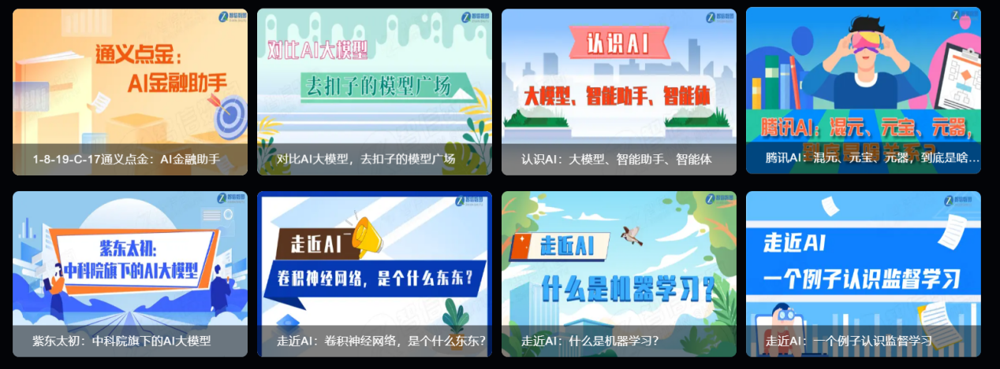 通义点金:
AI金融助手
1-8-19-C-17通义点金：AI金融助手
对比AI大模型
去扣子的模型广场
对比AI大模型，去扣子的模型广场
认识AI
大模型、智能助手、智能体
认识AI：大模型、智能助手、智能体
腾讯AI：混元、元宝、元器，
到底是啥关系？
腾讯AI：混元、元宝、元器，到底是啥…
紫东太初:
中科院旗下的AI大模型
紫东太初：中科院旗下的AI大模型
走近AI
卷积神经网络，是个什么东东？
走近AI：卷积神经网络，是个什么东东?
走近AI
什么是机器学习？
走近AI：什么是机器学习?
走近AI
一个例子认识监督学习
走近AI：一个例子认识监督学习